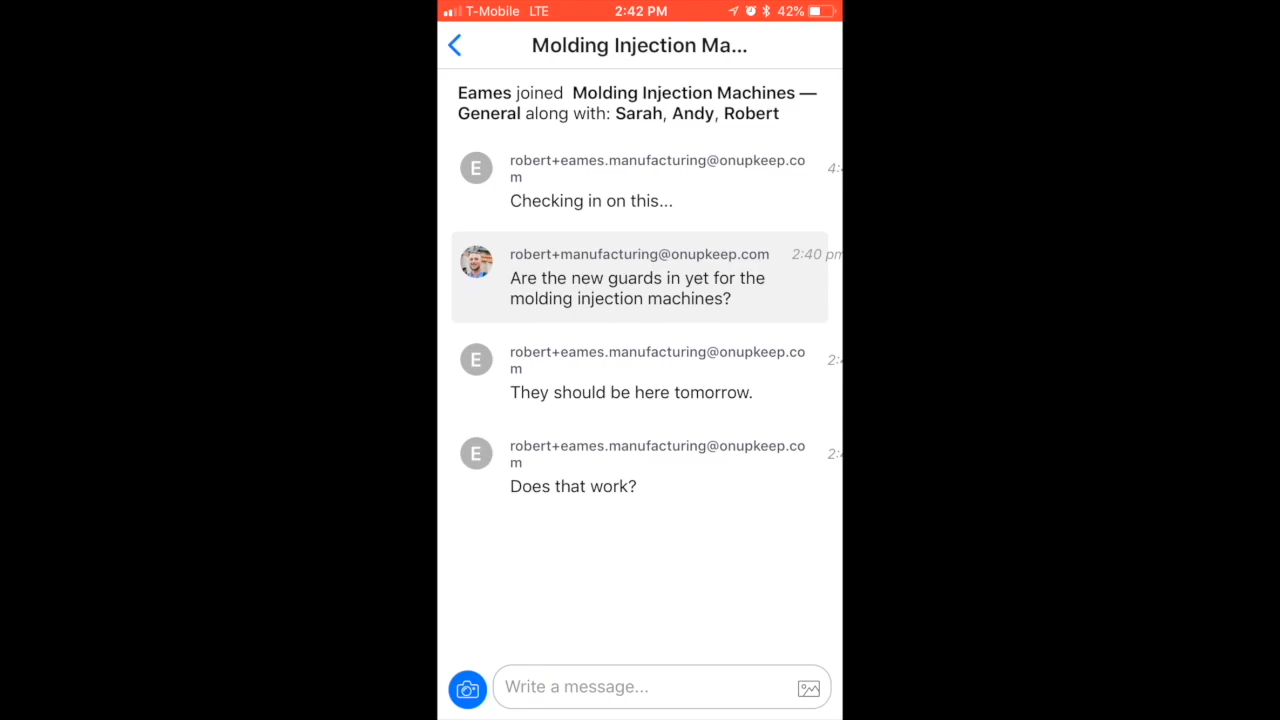 T-Mobile LTE 2:42 PM 42%
Molding Injection Ma...
Eames joined Molding Injection Machines —
General along with: Sarah, Andy, Robert
E
robert+eames.manufacturing@onupkeep.co
m
Checking in on this...
robert+manufacturing@onupkeep.com 2:40 pm
Are the new guards in yet for the
molding injection machines?
E
robert+eames.manufacturing@onupkeep.co
m
They should be here tomorrow.
E
robert+eames.manufacturing@onupkeep.co
m
Does that work?
Write a message...